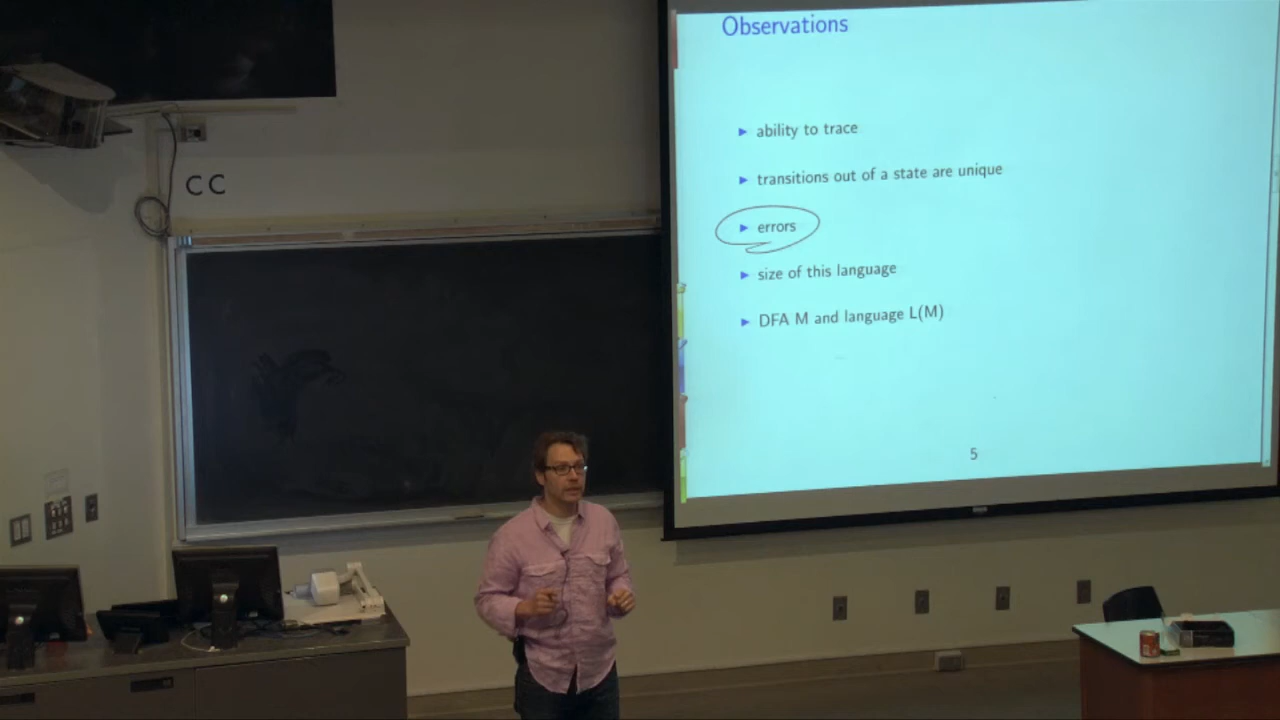 Observations
► ability to trace
► transitions out of a state are unique
► errors
► size of this language
► DFA M and language L(M)
5
CC